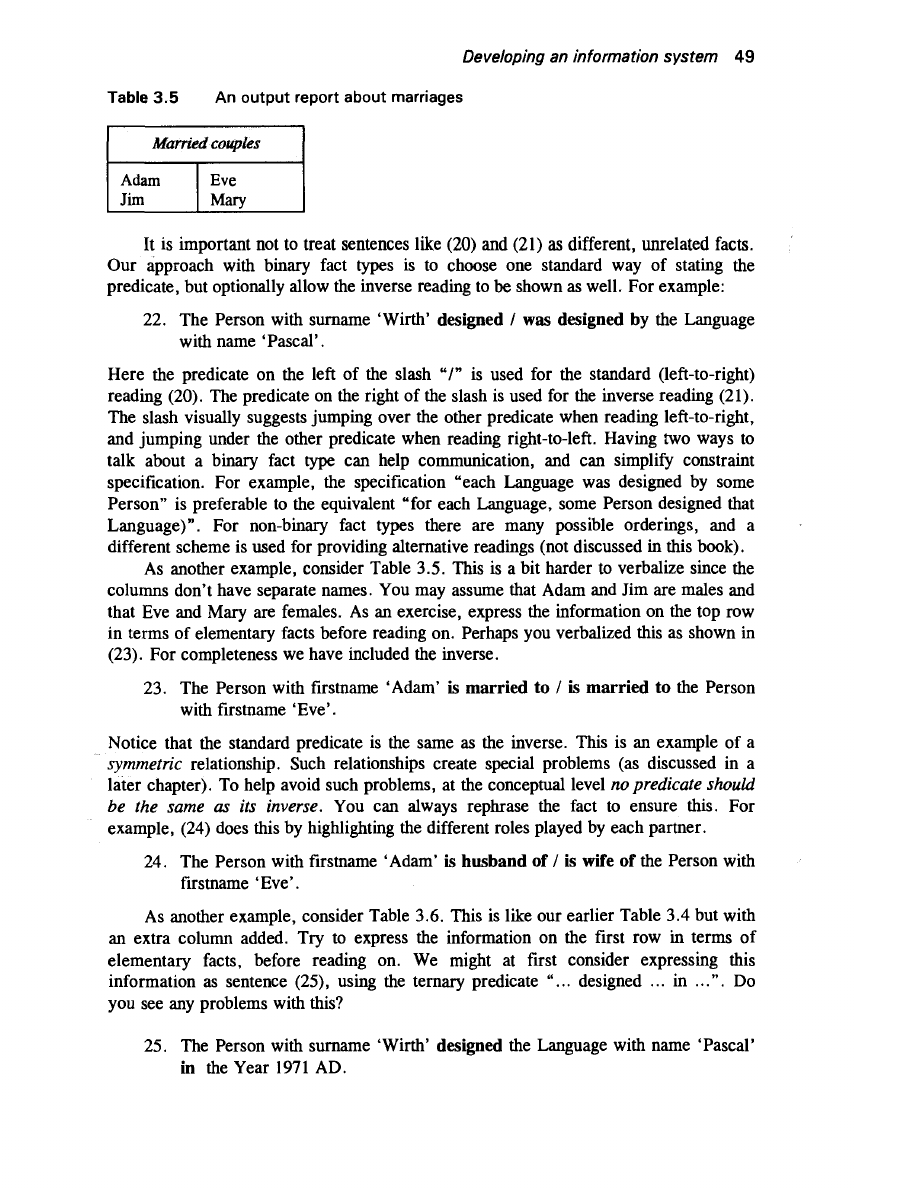 Developing an information system 49
Table 3.5 An output report about marriages
Married couples
Adam Eve
Jim Mary
It is important not to treat sentences like (20) and (21) as different, unrelated facts.
Our approach with binary fact types is to choose one standard way of stating the
predicate, but optionally allow the inverse reading to be shown as well. For example:
22. The Person with surname ‘Wirth’ designed / was designed by the Language
with name ‘Pascal’.
Here the predicate on the left of the slash “/” is used for the standard (left-to-right)
reading (20). The predicate on the right of the slash is used for the inverse reading (21).
The slash visually suggests jumping over the other predicate when reading left-to-right,
and jumping under the other predicate when reading right-to-left. Having two ways to
talk about a binary fact type can help communication, and can simplify constraint
specification. For example, the specification “each Language was designed by some
Person” is preferable to the equivalent “for each Language, some Person designed that
Language)”. For non-binary fact types there are many possible orderings, and a
different scheme is used for providing alternative readings (not discussed in this book).
As another example, consider Table 3.5. This is a bit harder to verbalize since the
columns don’t have separate names. You may assume that Adam and Jim are males and
that Eve and Mary are females. As an exercise, express the information on the top row
in terms of elementary facts before reading on. Perhaps you verbalized this as shown in
(23). For completeness we have included the inverse.
23. The Person with firstname ‘Adam’ is married to / is married to the Person
with firstname ‘Eve’.
Notice that the standard predicate is the same as the inverse. This is an example of a
symmetric relationship. Such relationships create special problems (as discussed in a
later chapter). To help avoid such problems, at the conceptual level no predicate should
be the same as its inverse. You can always rephrase the fact to ensure this. For
example, (24) does this by highlighting the different roles played by each partner.
24. The Person with firstname ‘Adam’ is husband of / is wife of the Person with
firstname ‘Eve’.
As another example, consider Table 3.6. This is like our earlier Table 3.4 but with
an extra column added. Try to express the information on the first row in terms of
elementary facts, before reading on. We might at first consider expressing this
information as sentence (25), using the ternary predicate “... designed ... in ...”. Do
you see any problems with this?
25. The Person with surname ‘Wirth’ designed the Language with name ‘Pascal’
in the Year 1971 AD.